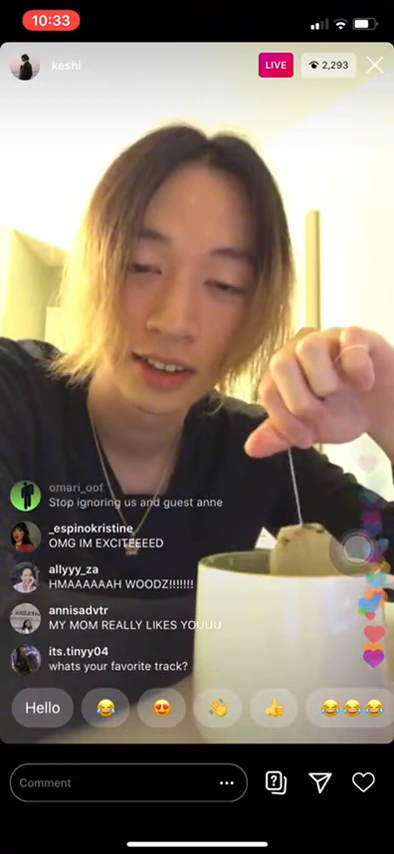 10:33
keshi
LIVE
2,293
omari_oof
Stop ignoring us and guest anne
_espinokristine_
OMG IM EXCITEEEED
allyyy_za
HMAAAAAAH WOODZ!!!!!!!
annisadvtr
MY MOM REALLY LIKES YOUUU
its.tinyy04
whats your favorite track?
Hello
Comment